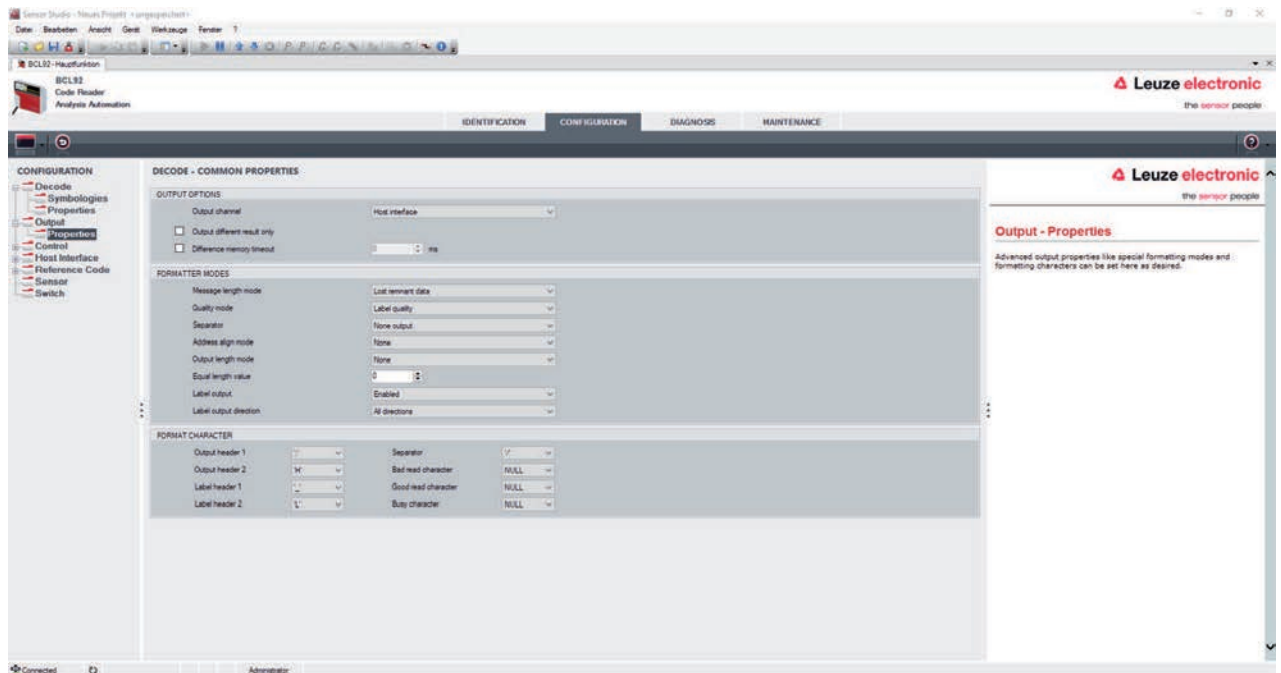 Sensor Studio - Neues Projekt <ungespeichert>
Datei Bearbeiten Ansicht Gerät Werkzeuge Fenster ?
BCL92 - Hauptfunktion
BCL92
Code Reader
Analysis Automation
Leuze electronic
the sensor people
IDENTIFICATION CONFIGURATION DIAGNOSIS MAINTENANCE
CONFIGURATION
Decode
Symbologies
Properties
Output
Properties
Control
Host Interface
Reference Code
Sensor
Switch
DECODE - COMMON PROPERTIES
OUTPUT OPTIONS
Output channel Host interface
Output different result only
Difference memory timeout ms
FORMATTER MODES
Message length mode Lost remnant data
Quality mode Label quality
Separator None output
Address align mode None
Output length mode None
Equal length value 0
Label output Enabled
Label output direction All directions
FORMAT CHARACTER
Output header 1 Separator
Output header 2 'H' Bad read character NULL
Label header 1 Good read character NULL
Label header 2 Busy character NULL
Leuze electronic
the sensor people
Output - Properties
Advanced output properties like special formatting modes and
formatting characters can be set here as desired.
Connected Administrator